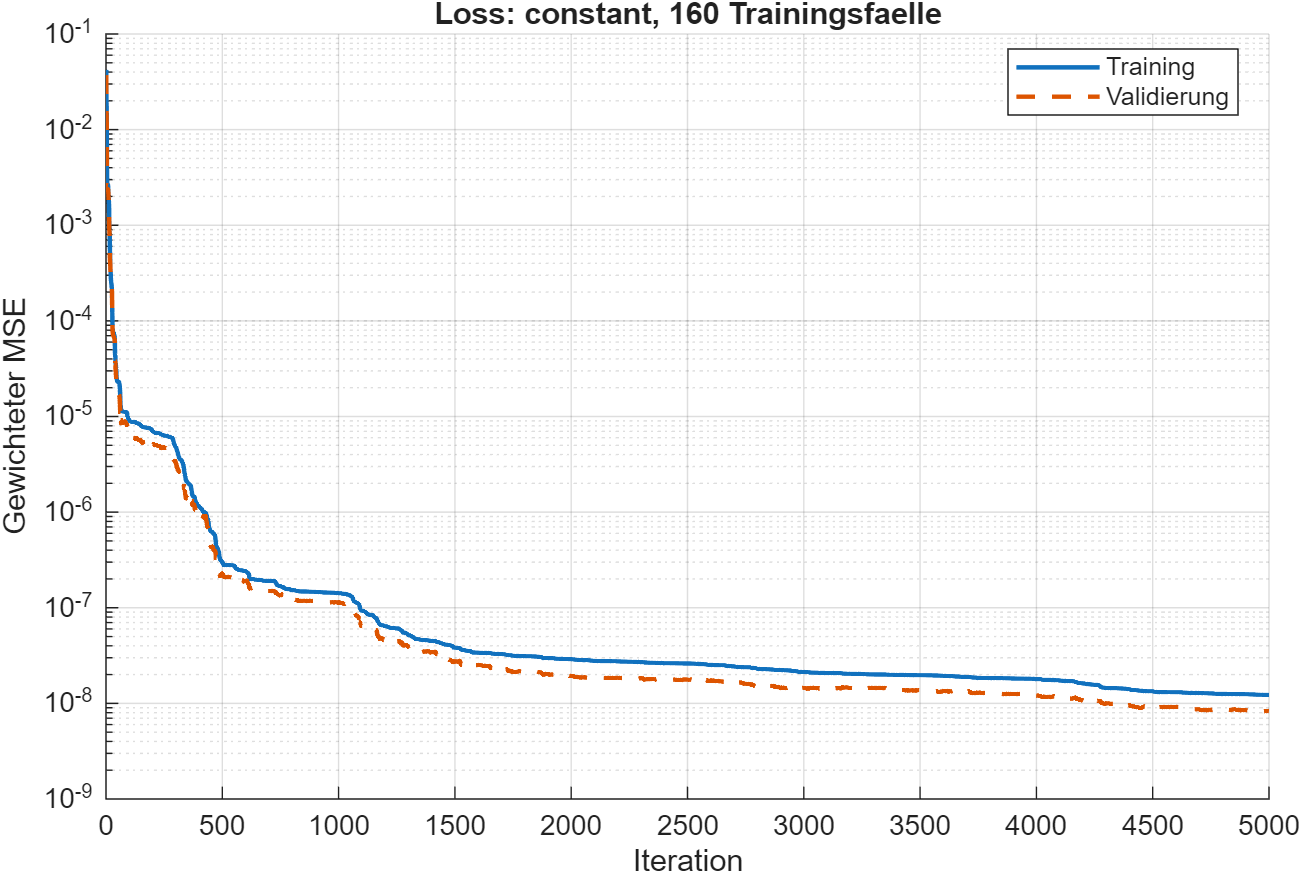 Loss: constant, 160 Trainingsfaelle
Training
Validierung
Gewichteter MSE
10^-1
10^-2
10^-3
10^-4
10^-5
10^-6
10^-7
10^-8
10^-9
0 500 1000 1500 2000 2500 3000 3500 4000 4500 5000
Iteration